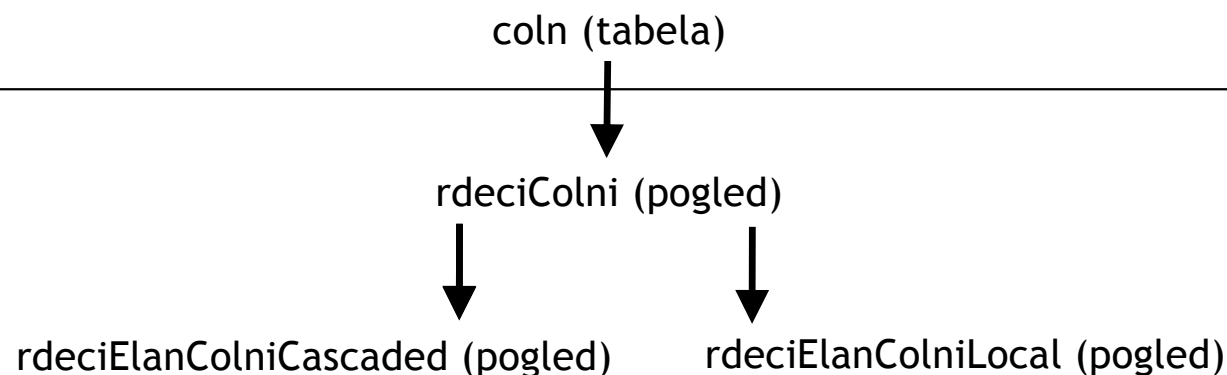 coln (tabela)
rdeciColni (pogled)
rdeciElanColniCascaded (pogled)
rdeciElanColniLocal (pogled)